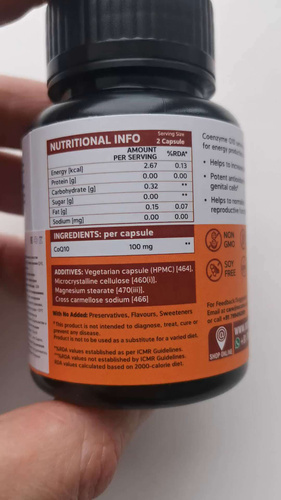 NUTRITIONAL INFO
Serving Size
2 Capsule
AMOUNT PER SERVING %RDA*
Energy [kcal] 2.67 0.13
Protein [g] 0.00 0.00
Carbohydrate [g] 0.32 **
Sugar [g] 0.00 **
Fat [g] 0.15 0.07
Sodium [mg] 0.00 0.00
INGREDIENTS: per capsule
CoQ10 100 mg **
ADDITIVES: Vegetarian capsule (HPMC) [464],
Microcrystalline cellulose [460(i)],
Magnesium stearate [470(iii)],
Cross carmellose sodium [466]
With No Added: Preservatives, Flavours, Sweeteners
*This product is not intended to diagnose, treat, cure or
prevent any disease.
Product is not to be used as a substitute for a varied diet.
*%RDA values established as per ICMR Guidelines.
**%RDA values not established by ICMR Guidelines.
RDA values calculated based on 2000-calorie diet.
Coenzyme Q10
for energy
• Helps to
• Potent
genital
• Helps to
reproductive
NON
GMO
SOY
FREE
For Feedback
SHOP ONLINE